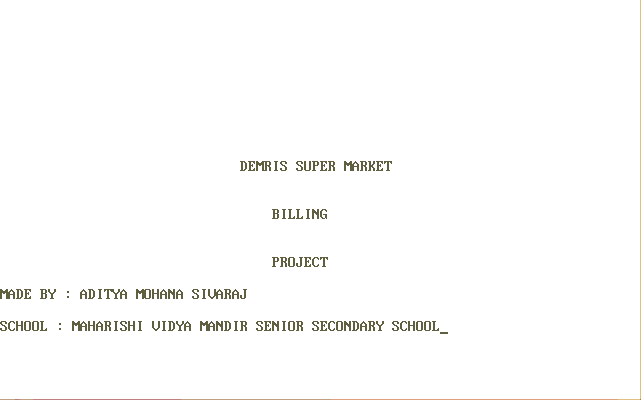 DEMRIS SUPER MARKET
BILLING
PROJECT
MADE BY : ADITYA MOHANA SIVARAJ
SCHOOL : MAHARISHI VIDYA MANDIR SENIOR SECONDARY SCHOOL_